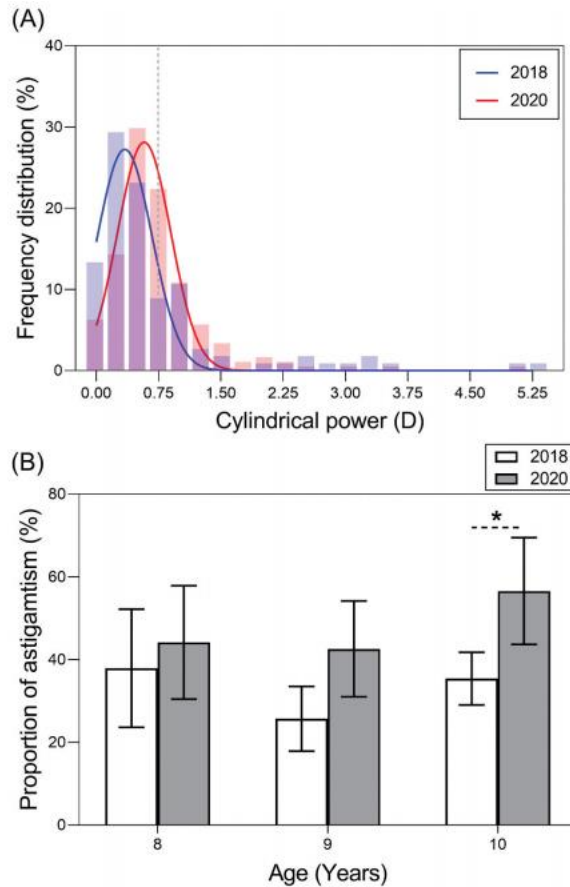 (A)
40
30
20
10
0
Frequency distribution (%)
2018
2020
0.00 0.75 1.50 2.25 3.00 3.75 4.50 5.25
Cylindrical power (D)
(B)
2018
2020
80
60
40
20
0
Proportion of astigamtism (%)
*
8 9 10
Age (Years)